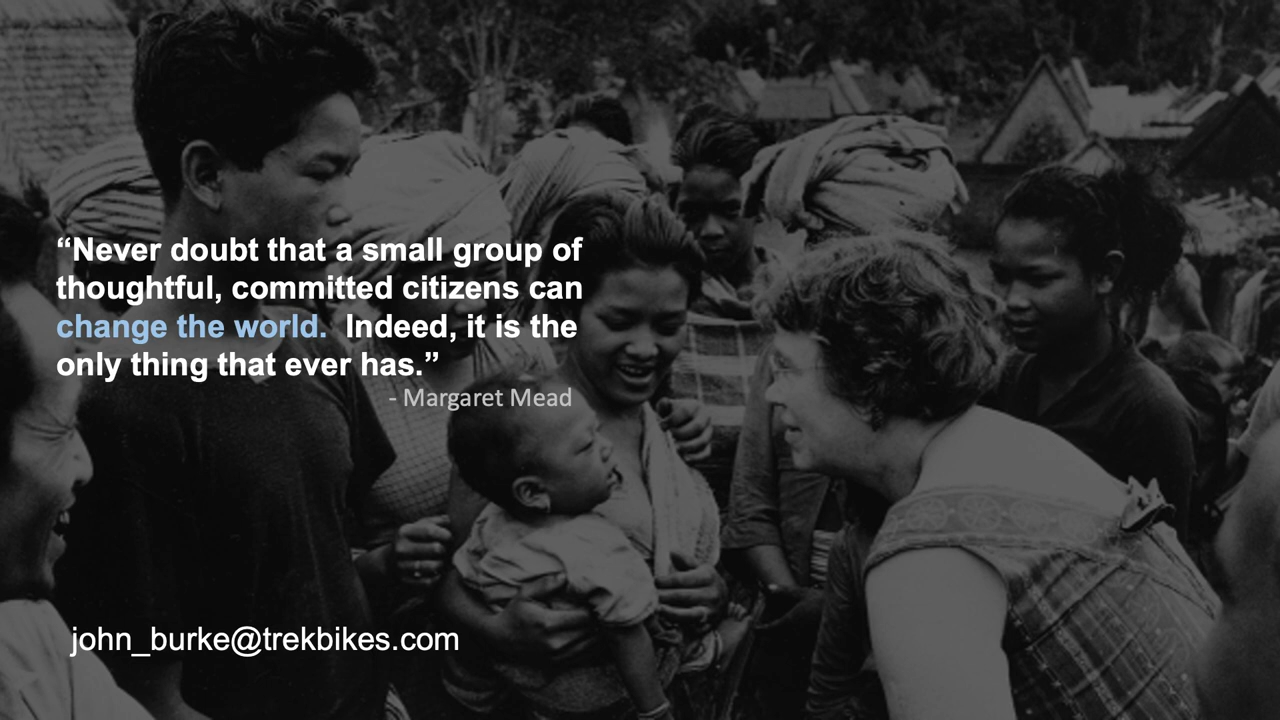 “Never doubt that a small group of
thoughtful, committed citizens can
change the world.  Indeed, it is the
only thing that ever has.”
- Margaret Mead
john_burke@trekbikes.com